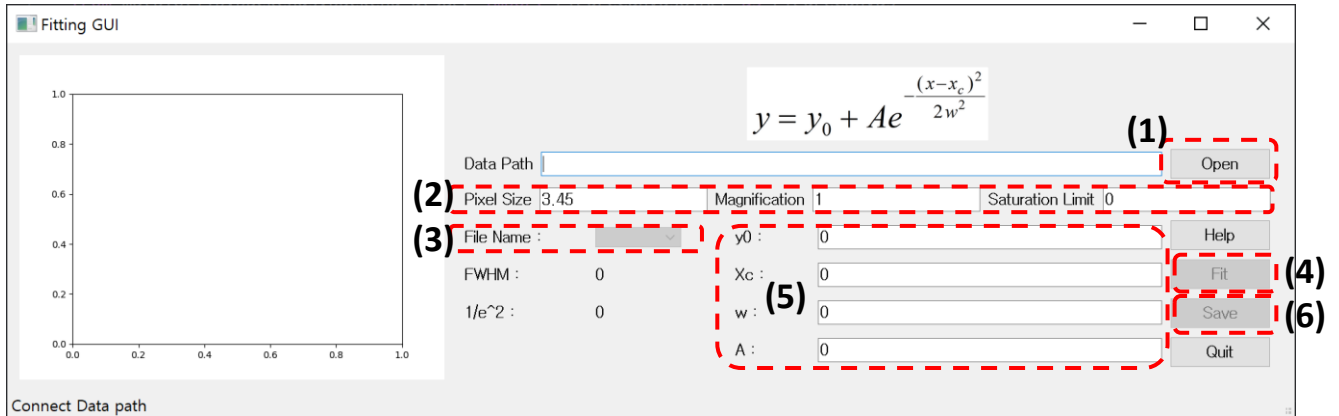 Fitting GUI
y = y₀ + Ae^(-(x-x_c)²/(2w²))
(1)
Data Path
Open
(2)
Pixel Size 3.45 Magnification 1 Saturation Limit 0
(3)
File Name :
y0 : 0
Help
FWHM : 0
Xc : 0
Fit
(4)
(5)
1/e^2 : 0
w : 0
Save
(6)
A : 0
Quit
1.0
0.8
0.6
0.4
0.2
0.0
0.0 0.2 0.4 0.6 0.8 1.0
Connect Data path